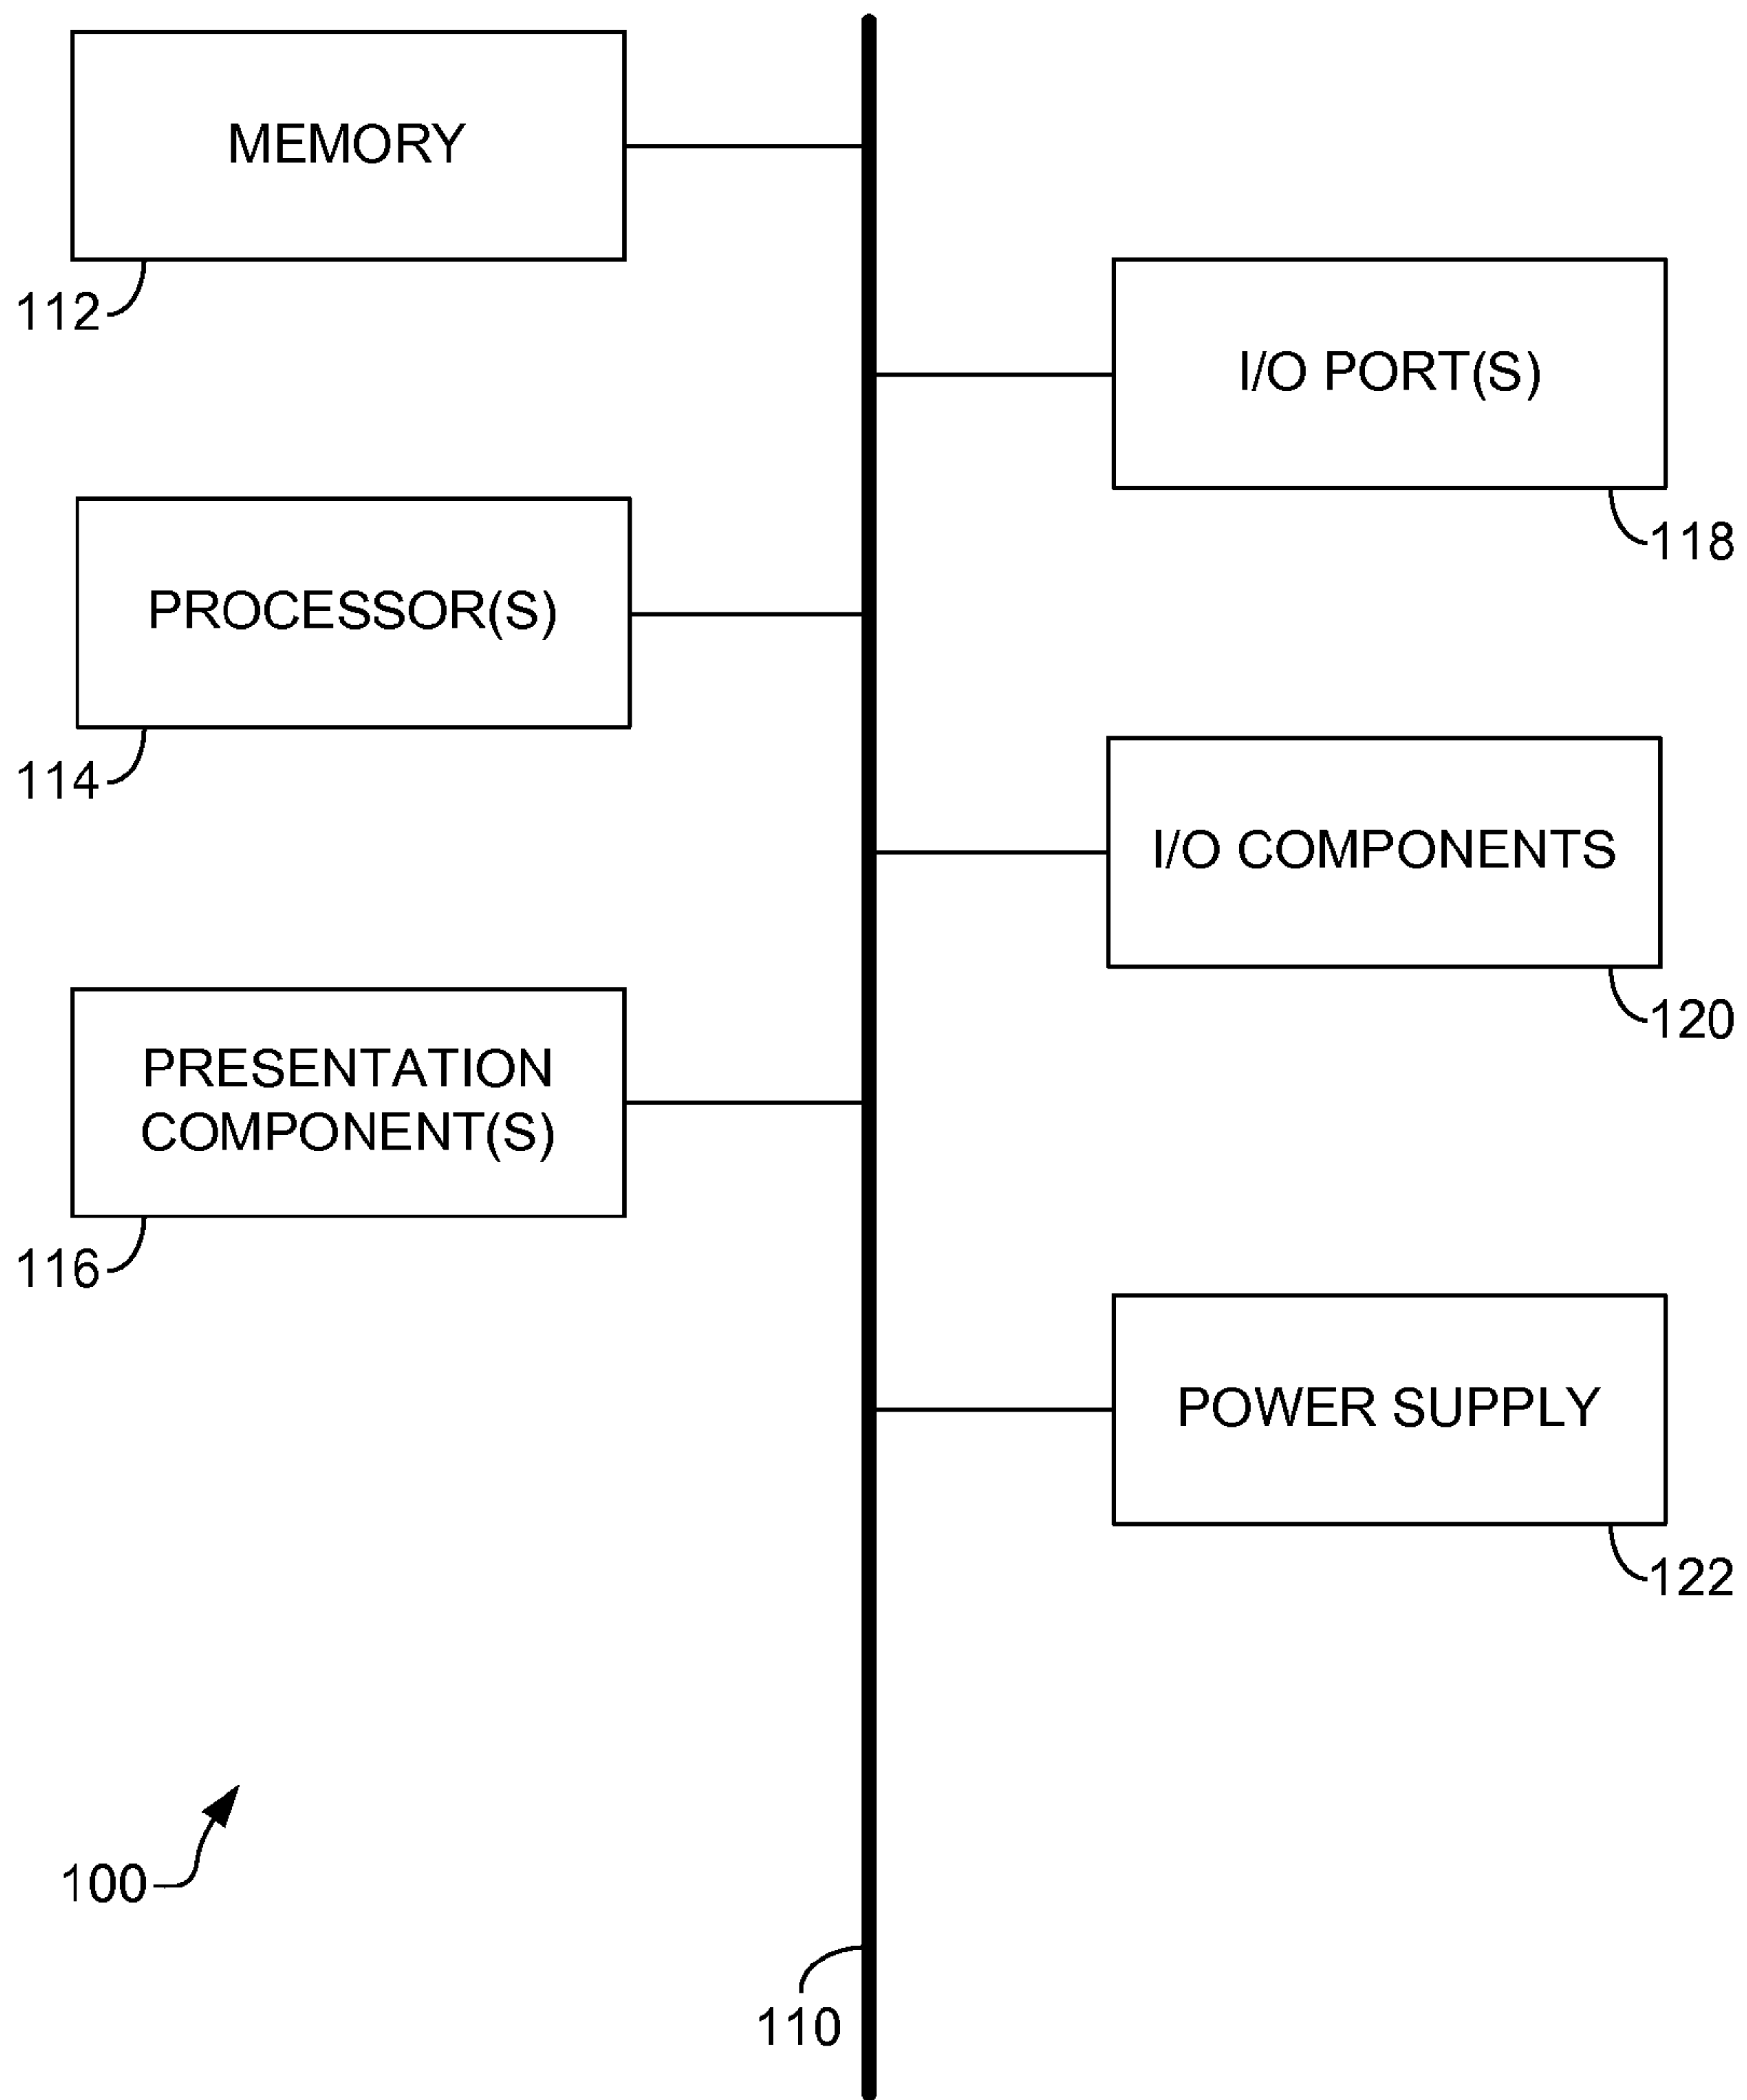 MEMORY
112
I/O PORT(S)
118
PROCESSOR(S)
114
I/O COMPONENTS
120
PRESENTATION
COMPONENT(S)
116
POWER SUPPLY
122
100
110